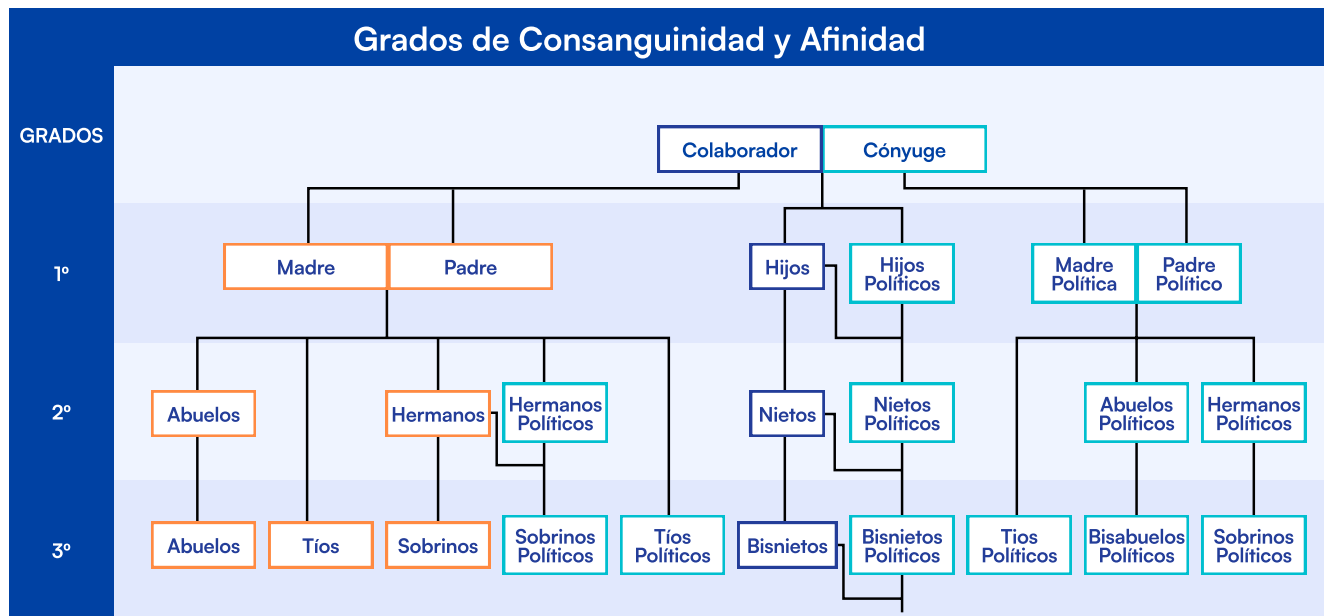 Grados de Consanguinidad y Afinidad
GRADOS
Colaborador
Cónyuge
1º
Madre
Padre
Hijos
Hijos
Políticos
Madre
Política
Padre
Político
2º
Abuelos
Hermanos
Hermanos
Políticos
Nietos
Nietos
Políticos
Abuelos
Políticos
Hermanos
Políticos
3º
Abuelos
Tíos
Sobrinos
Sobrinos
Políticos
Tíos
Políticos
Bisnietos
Bisnietos
Políticos
Tios
Políticos
Bisabuelos
Políticos
Sobrinos
Políticos